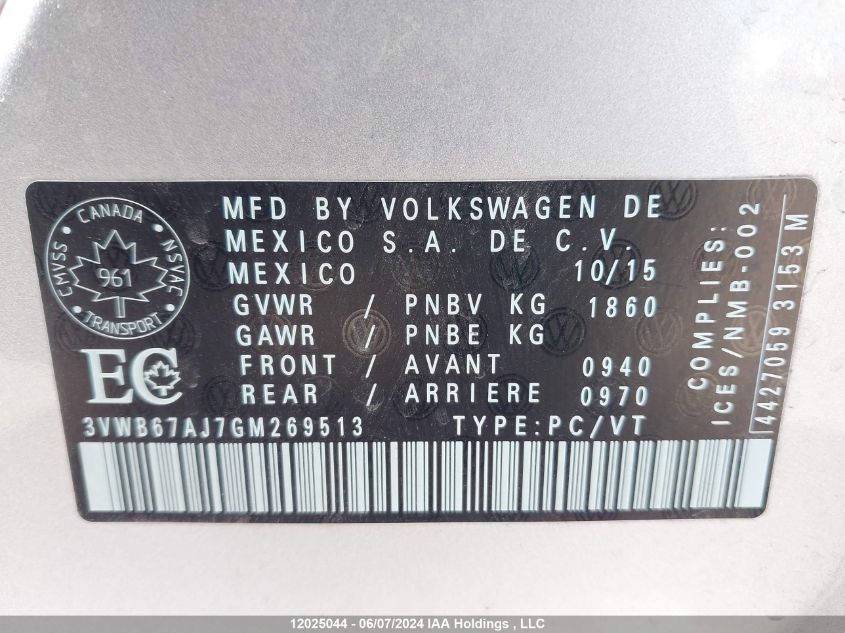 CANADA
CMVSS
NSVAC
961
TRANSPORT
EC
MFD BY VOLKSWAGEN DE
MEXICO S.A. DE C.V.
MEXICO 10/15
GVWR / PNBV KG 1860
GAWR / PNBE KG
FRONT / AVANT 0940
REAR / ARRIERE 0970
3VWB67AJ7GM269513 TYPE:PC/VT
COMPLIES:
ICES/NMB-002
4427059 3153 M
12025044 - 06/07/2024 IAA Holdings , LLC